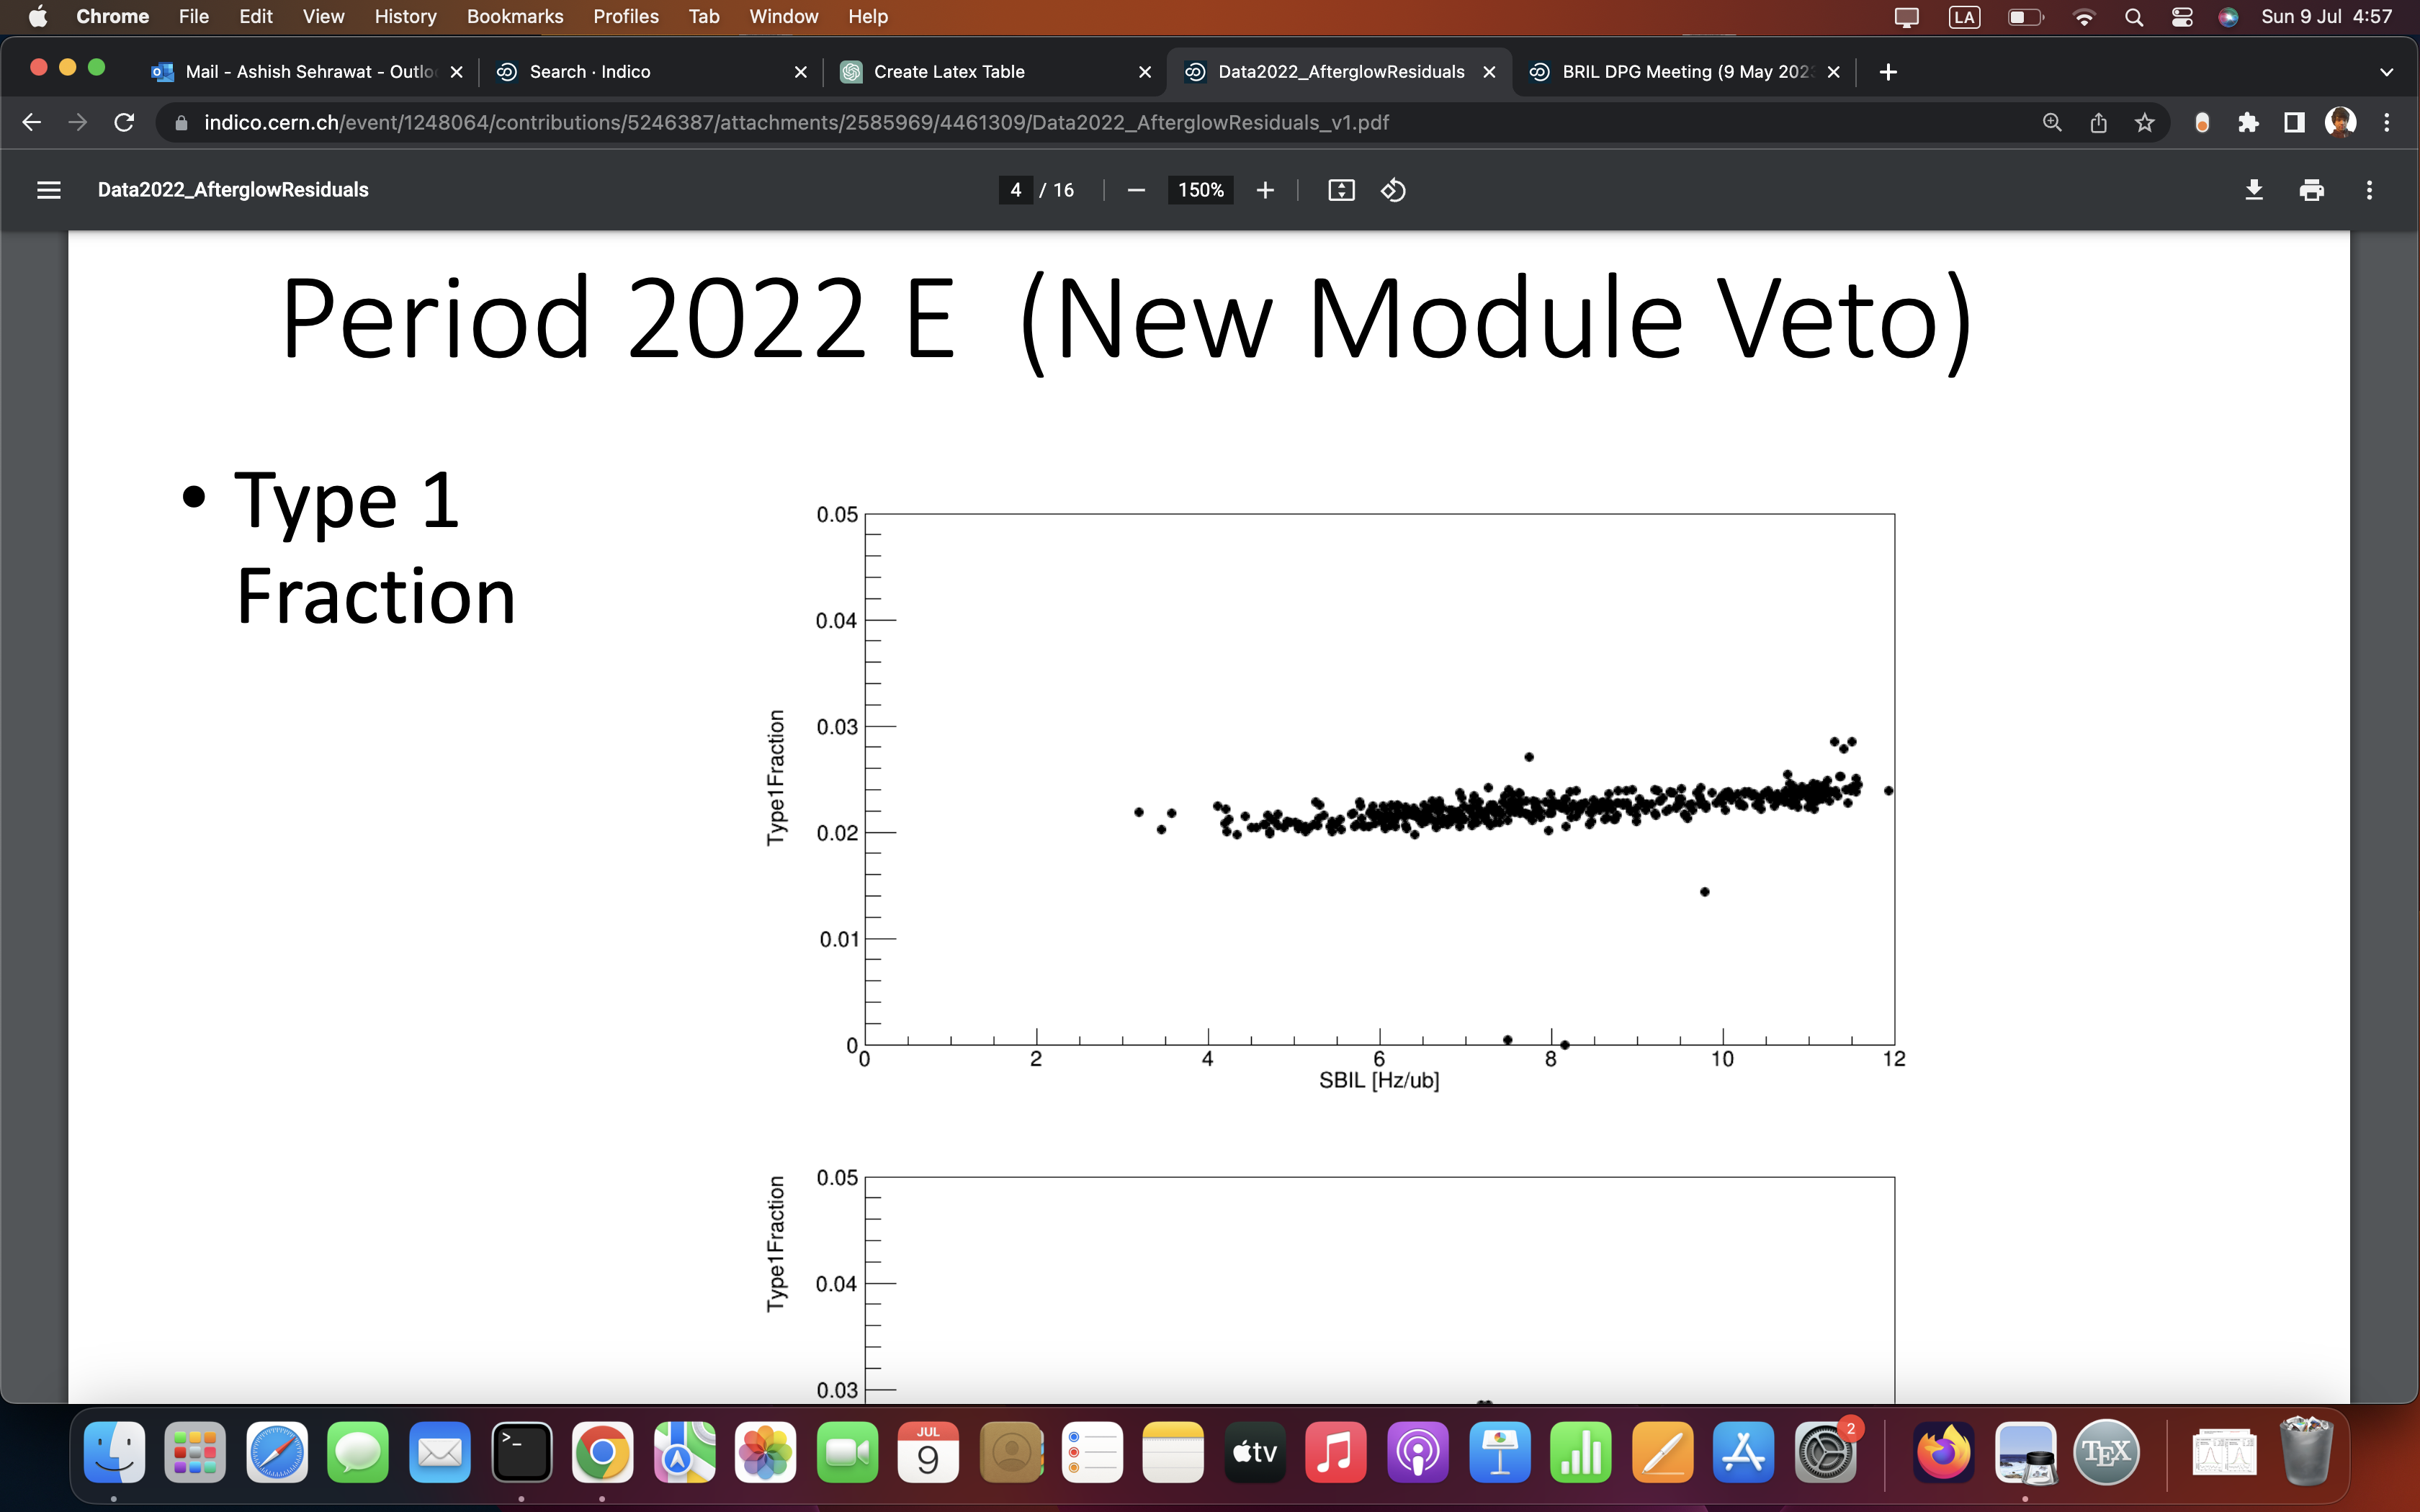 Chrome File Edit View History Bookmarks Profiles Tab Window Help LA Sun 9 Jul 4:57
Mail - Ashish Sehrawat - Outlo Search · Indico Create Latex Table Data2022_AfterglowResiduals BRIL DPG Meeting (9 May 202
indico.cern.ch/event/1248064/contributions/5246387/attachments/2585969/4461309/Data2022_AfterglowResiduals_v1.pdf
Data2022_AfterglowResiduals 4 / 16 150%
Period 2022 E (New Module Veto)
• Type 1
Fraction
0.05
0.04
0.03
0.02
0.01
0
Type1Fraction
0 2 4 6 8 10 12
SBIL [Hz/ub]
0.05
0.04
0.03
Type1Fraction
JUL
9
tv
2
TEX